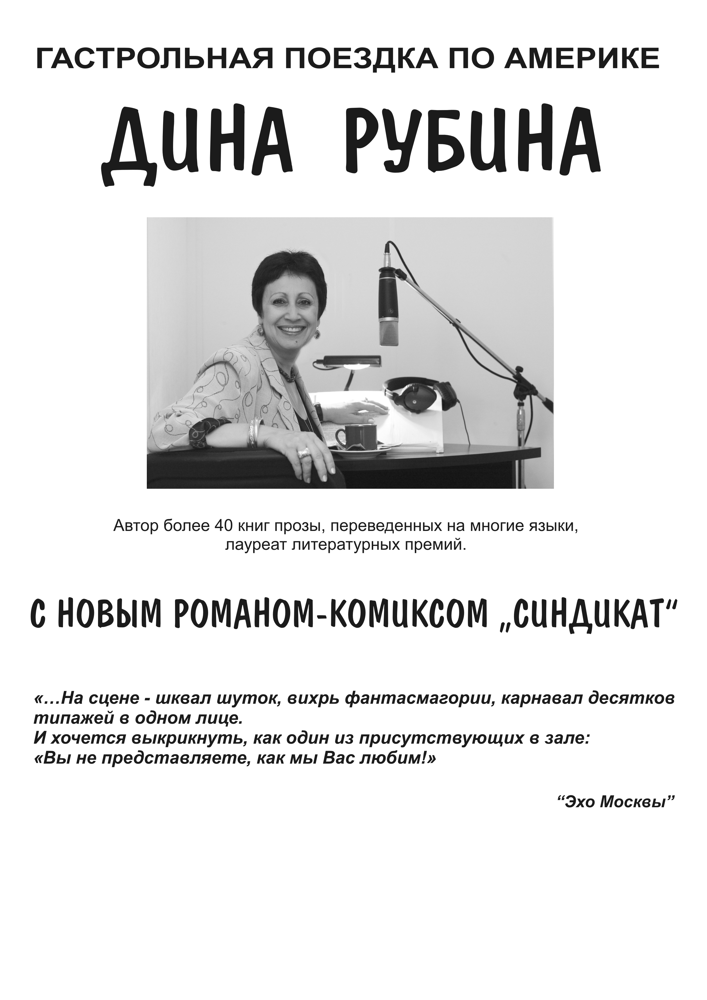 ГАСТРОЛЬНАЯ ПОЕЗДКА ПО АМЕРИКЕ
ДИНА РУБИНА
Автор более 40 книг прозы, переведенных на многие языки,
лауреат литературных премий.
С НОВЫМ РОМАНОМ-КОМИКСОМ „СИНДИКАТ“
«…На сцене - шквал шуток, вихрь фантасмагории, карнавал десятков
типажей в одном лице.
И хочется выкрикнуть, как один из присутствующих в зале:
«Вы не представляете, как мы Вас любим!»
“Эхо Москвы”